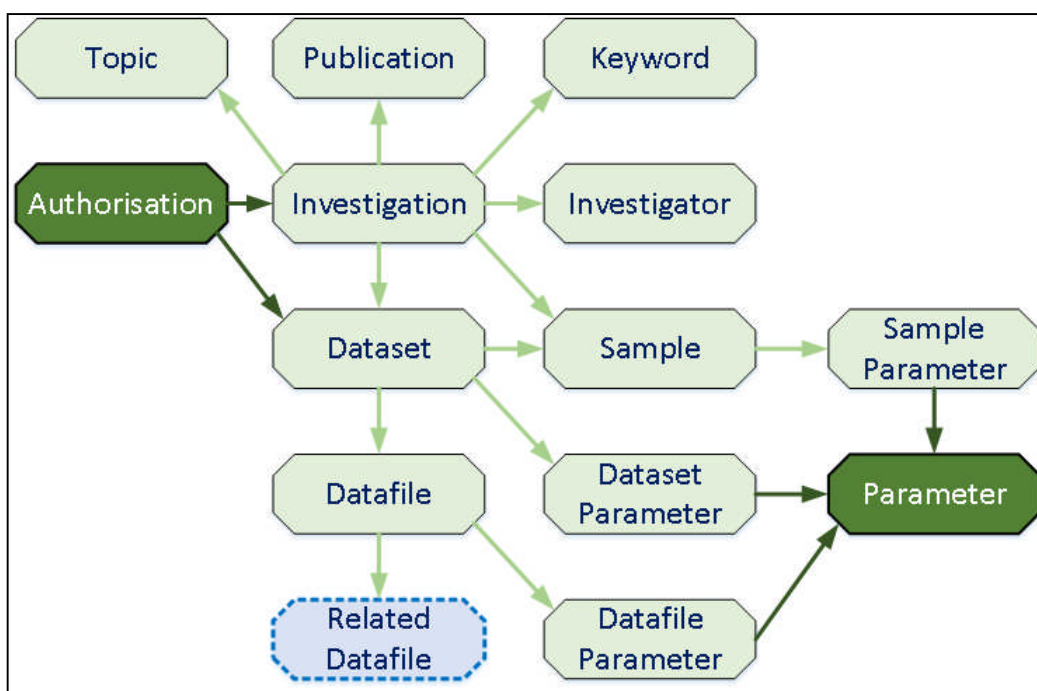 Topic
Publication
Keyword
Authorisation
Investigation
Investigator
Dataset
Sample
Sample
Parameter
Datafile
Dataset
Parameter
Parameter
Related
Datafile
Datafile
Parameter